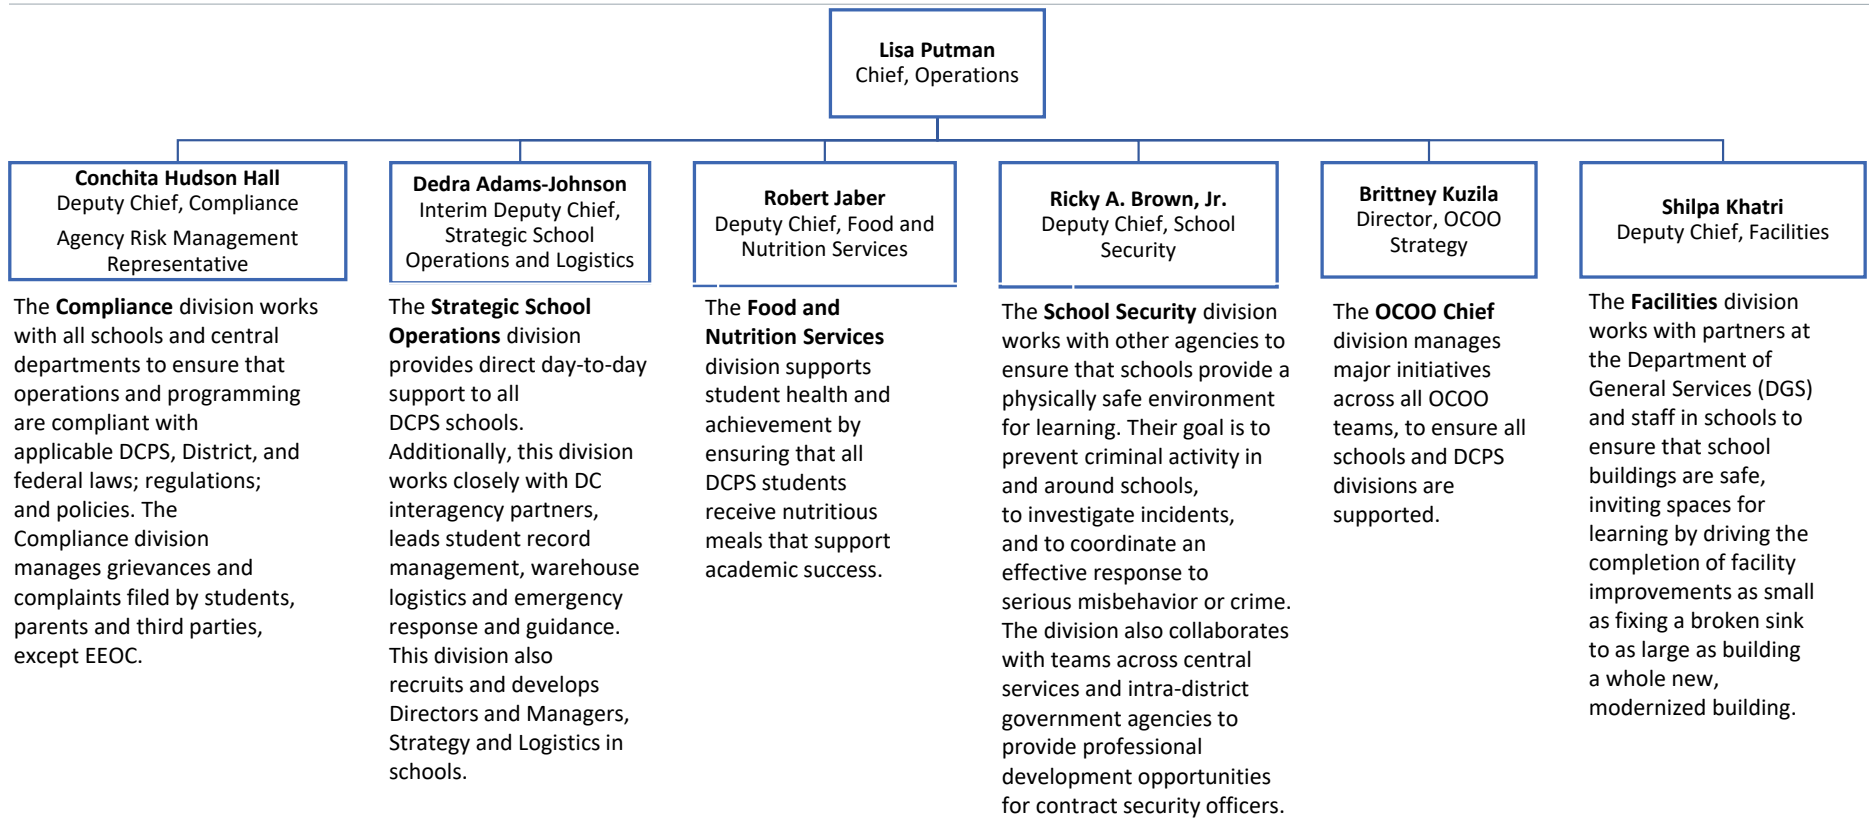 Lisa Putman
Chief, Operations
Conchita Hudson Hall
Deputy Chief, Compliance
Agency Risk Management
Representative
The Compliance division works
with all schools and central
departments to ensure that
operations and programming
are compliant with
applicable DCPS, District, and
federal laws; regulations;
and policies. The
Compliance division
manages grievances and
complaints filed by students,
parents and third parties,
except EEOC.
Dedra Adams-Johnson
Interim Deputy Chief,
Strategic School
Operations and Logistics
The Strategic School
Operations division
provides direct day-to-day
support to all
DCPS schools.
Additionally, this division
works closely with DC
interagency partners,
leads student record
management, warehouse
logistics and emergency
response and guidance.
This division also
recruits and develops
Directors and Managers,
Strategy and Logistics in
schools.
Robert Jaber
Deputy Chief, Food and
Nutrition Services
The Food and
Nutrition Services
division supports
student health and
achievement by
ensuring that all
DCPS students
receive nutritious
meals that support
academic success.
Ricky A. Brown, Jr.
Deputy Chief, School
Security
The School Security division
works with other agencies to
ensure that schools provide a
physically safe environment
for learning. Their goal is to
prevent criminal activity in
and around schools,
to investigate incidents,
and to coordinate an
effective response to
serious misbehavior or crime.
The division also collaborates
with teams across central
services and intra-district
government agencies to
provide professional
development opportunities
for contract security officers.
Brittney Kuzila
Director, OCOO
Strategy
The OCOO Chief
division manages
major initiatives
across all OCOO
teams, to ensure all
schools and DCPS
divisions are
supported.
Shilpa Khatri
Deputy Chief, Facilities
The Facilities division
works with partners at
the Department of
General Services (DGS)
and staff in schools to
ensure that school
buildings are safe,
inviting spaces for
learning by driving the
completion of facility
improvements as small
as fixing a broken sink
to as large as building
a whole new,
modernized building.